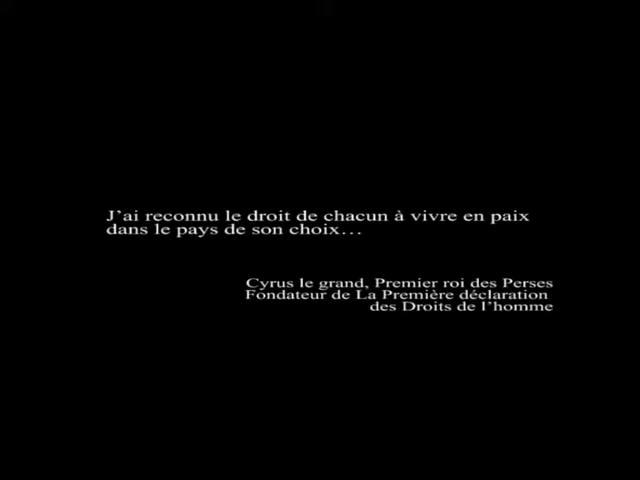 J’ai reconnu le droit de chacun à vivre en paix
dans le pays de son choix…
Cyrus le grand, Premier roi des Perses
Fondateur de La Première déclaration
des Droits de l’homme